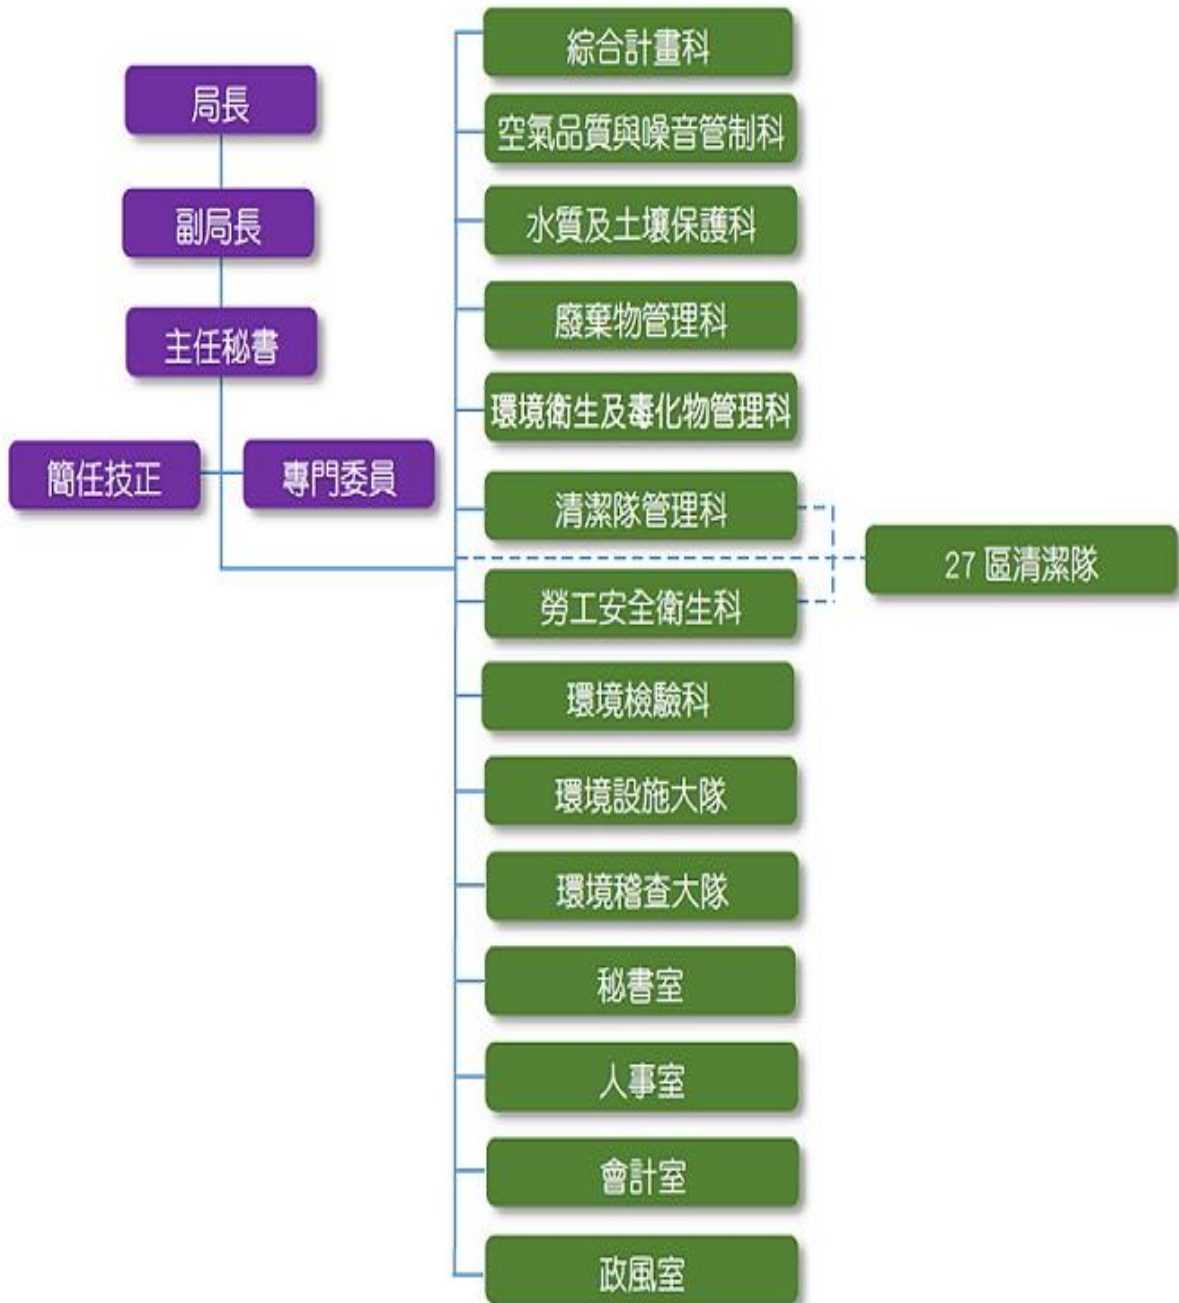 局長
副局長
主任秘書
簡任技正
專門委員
綜合計畫科
空氣品質與噪音管制科
水質及土壤保護科
廢棄物管理科
環境衛生及毒化物管理科
清潔隊管理科
勞工安全衛生科
27 區清潔隊
環境檢驗科
環境設施大隊
環境稽查大隊
秘書室
人事室
會計室
政風室